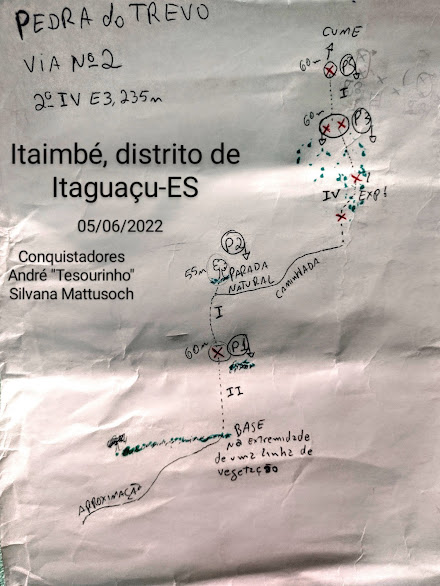 PEDRA do TREVO
VIA Nº 2
2º IV E3, 235m
Itaimbé, distrito de
Itaguaçu-ES
05/06/2022
Conquistadores
André "Tesourinho"
Silvana Mattusoch
CUME
60m
P4
I
60m
P3
IV
EXP!
P2
55m
PARADA
NATURAL
CAMINHADA
I
60m
P1
II
BASE
NA extremidade
de uma linha de
vegetação
APROXIMAÇÃO